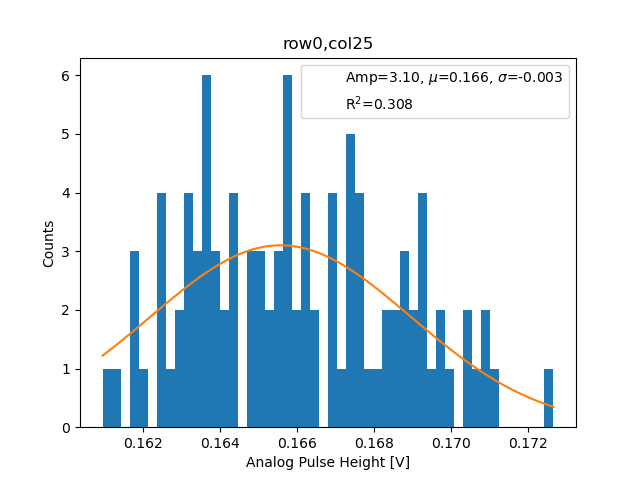 row0,col25
Amp=3.10, μ=0.166, σ=-0.003
R²=0.308
Counts
6
5
4
3
2
1
0
0.162 0.164 0.166 0.168 0.170 0.172
Analog Pulse Height [V]